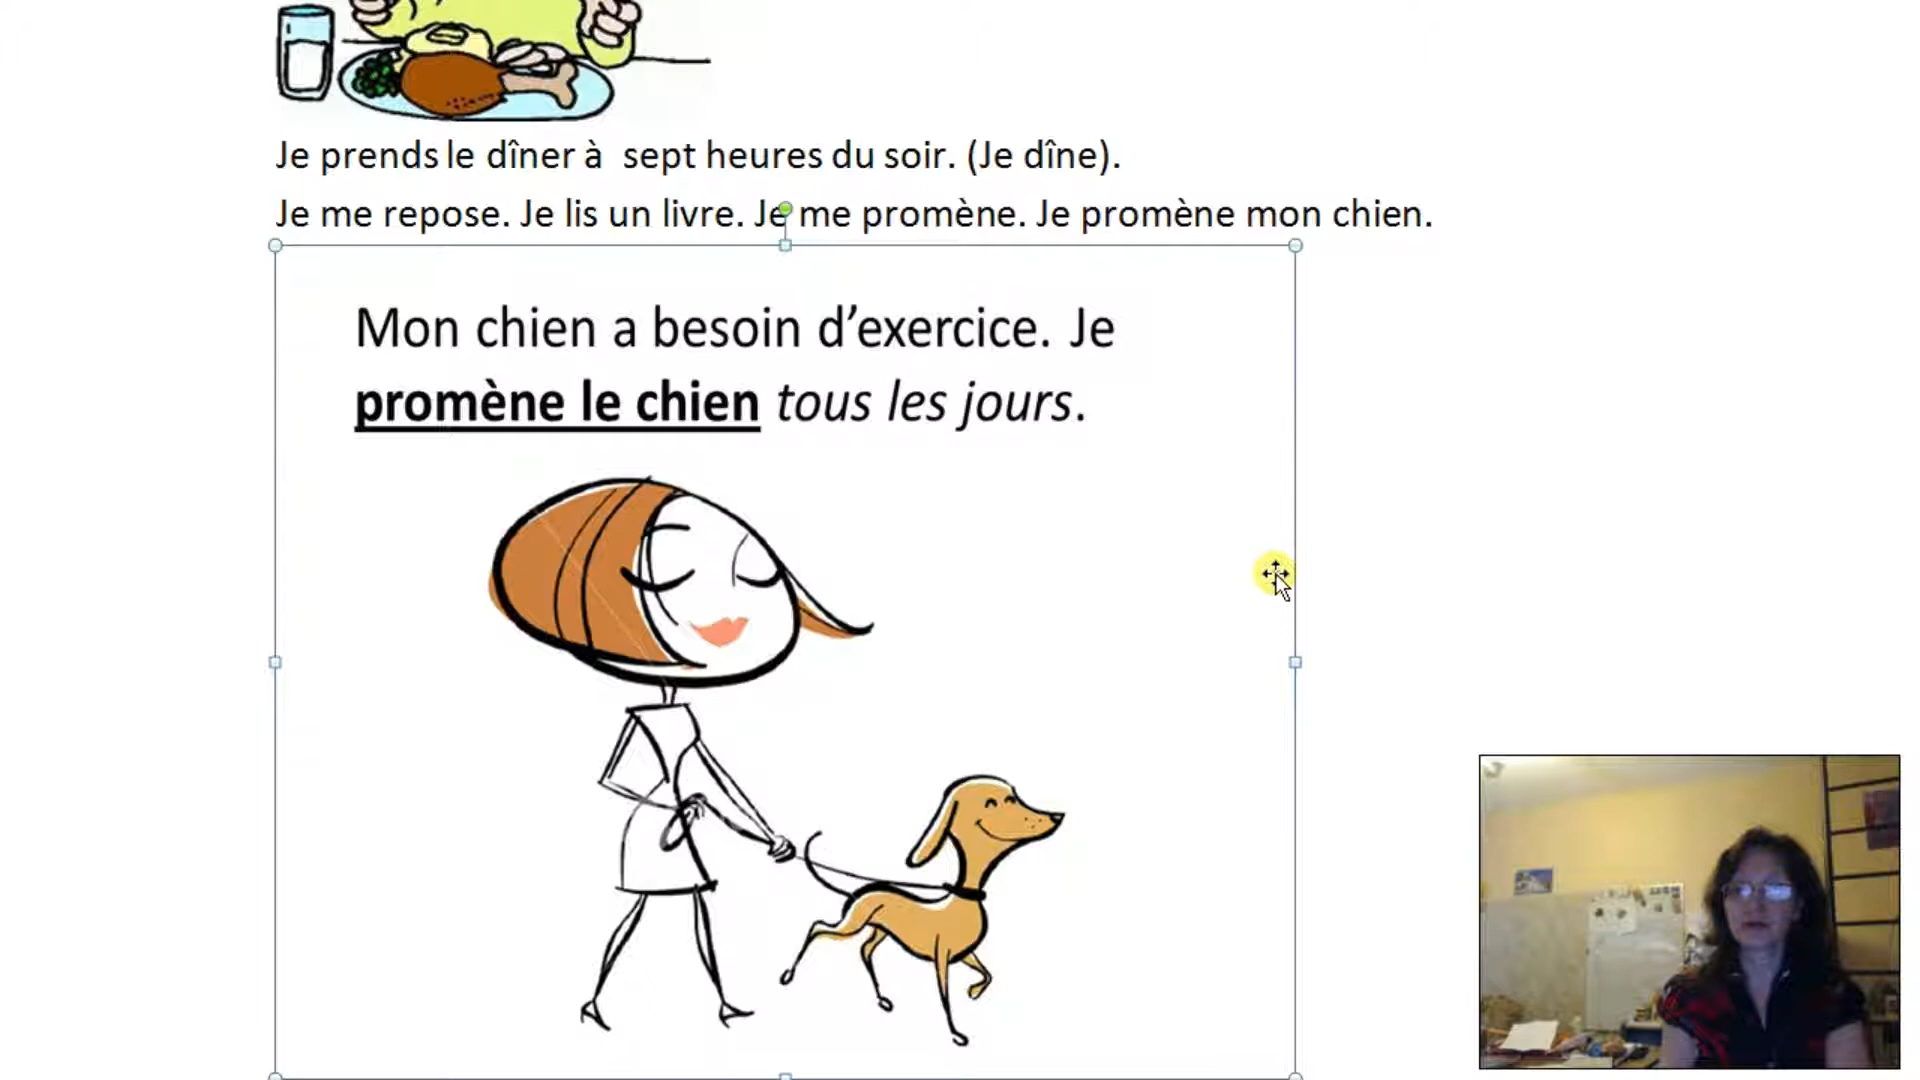 Je prends le dîner à  sept heures du soir. (Je dîne).
Je me repose. Je lis un livre. Je me promène. Je promène mon chien.
Mon chien a besoin d’exercice. Je
promène le chien tous les jours.